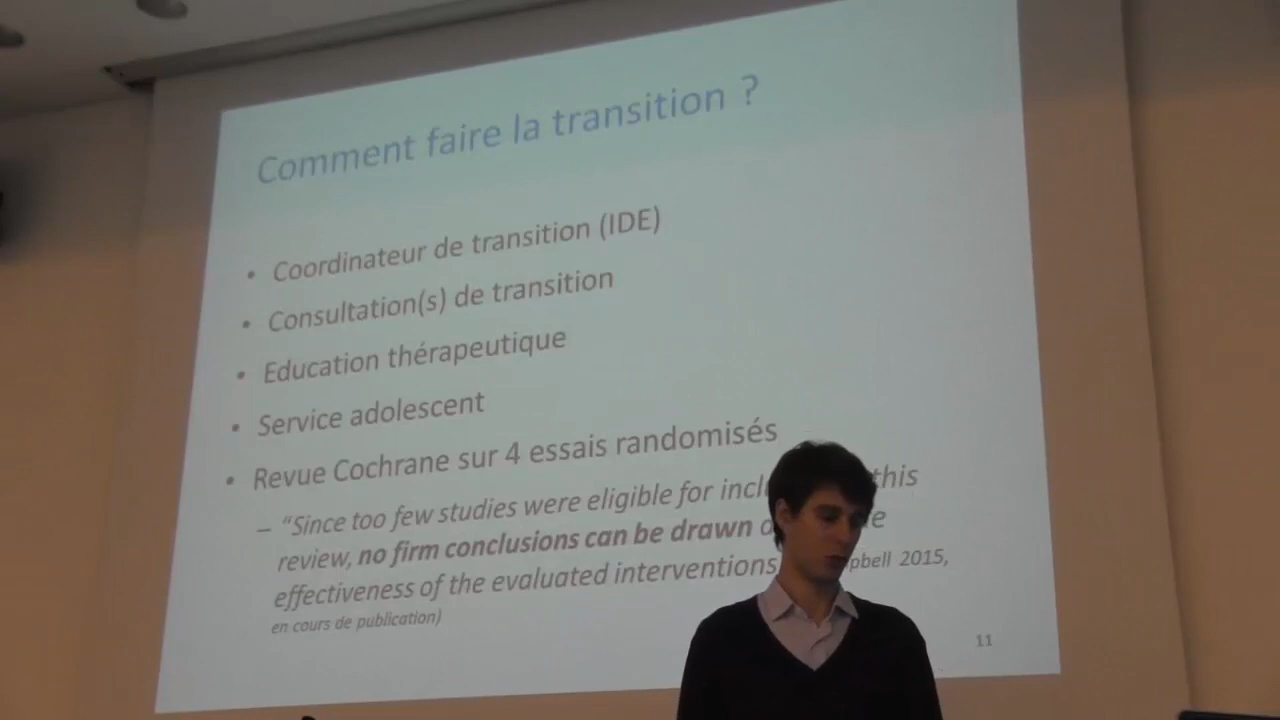 Comment faire la transition ?
• Coordinateur de transition (IDE)
• Consultation(s) de transition
• Education thérapeutique
• Service adolescent
• Revue Cochrane sur 4 essais randomisés
– “Since too few studies were eligible for this
review, no firm conclusions can be drawn
effectiveness of the evaluated interventions 2015,
en cours de publication)
11